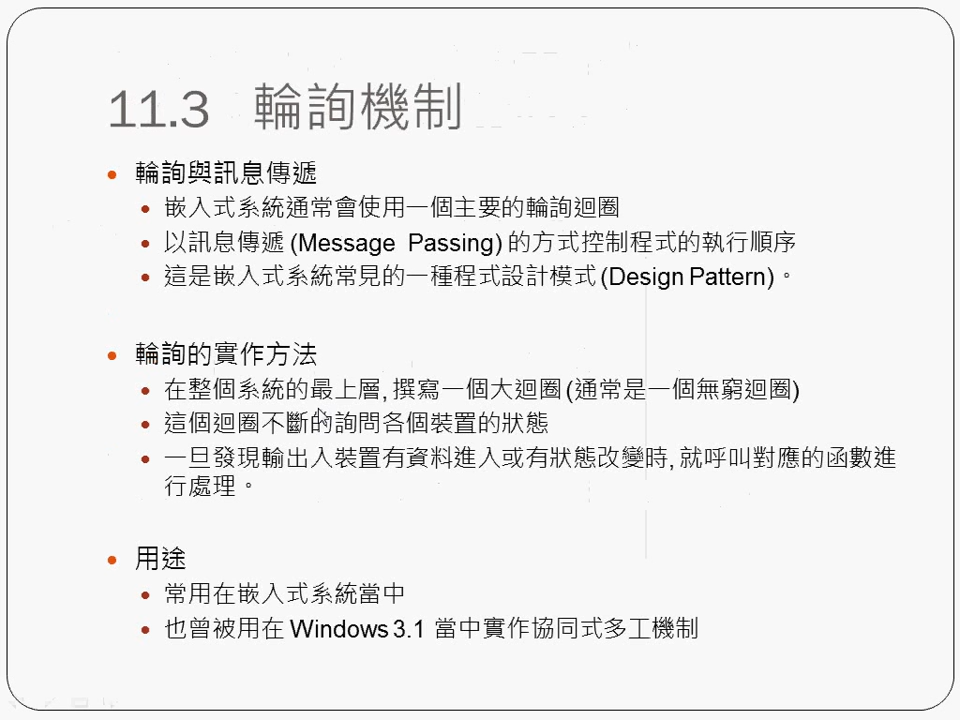 11.3 輪詢機制
輪詢與訊息傳遞
嵌入式系統通常會使用一個主要的輪詢迴圈
以訊息傳遞 (Message Passing) 的方式控制程式的執行順序
這是嵌入式系統常見的一種程式設計模式 (Design Pattern)。
輪詢的實作方法
在整個系統的最上層, 撰寫一個大迴圈 (通常是一個無窮迴圈)
這個迴圈不斷的詢問各個裝置的狀態
一旦發現輸出入裝置有資料進入或有狀態改變時, 就呼叫對應的函數進
行處理。
用途
常用在嵌入式系統當中
也曾被用在 Windows 3.1 當中實作協同式多工機制